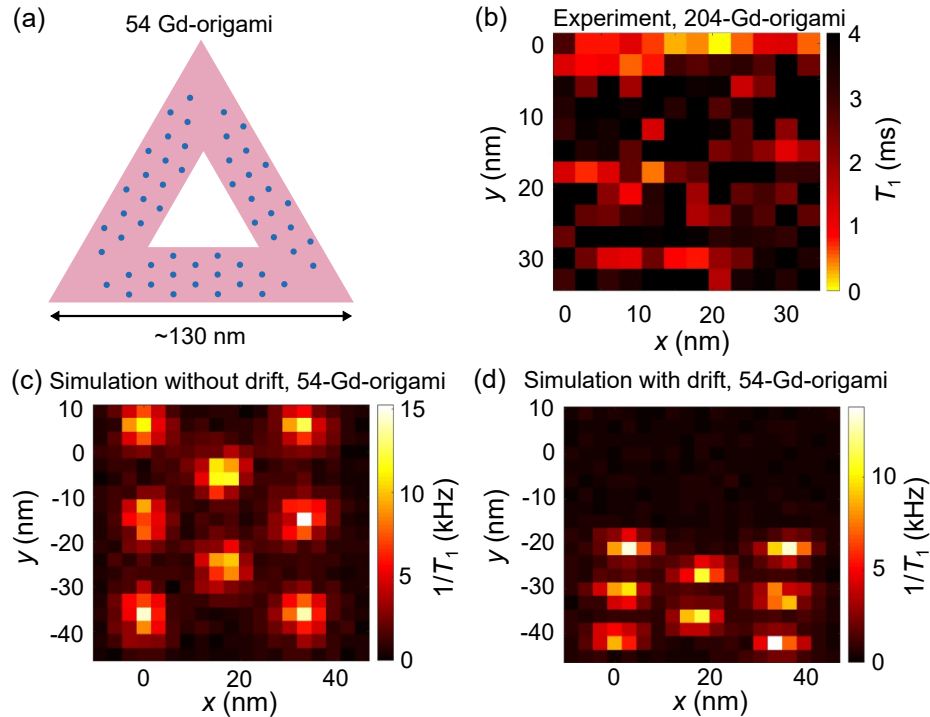 (a)
54 Gd-origami
~130 nm
(b)
Experiment, 204-Gd-origami
0
10
20
30
y (nm)
0 10 20 30
x (nm)
4
3
2
1
0
T1 (ms)
(c) Simulation without drift, 54-Gd-origami
10
0
-10
-20
-30
-40
y (nm)
0 20 40
x (nm)
15
10
5
0
1/T1 (kHz)
(d) Simulation with drift, 54-Gd-origami
10
0
-10
-20
-30
-40
y (nm)
0 20 40
x (nm)
10
5
0
1/T1 (kHz)